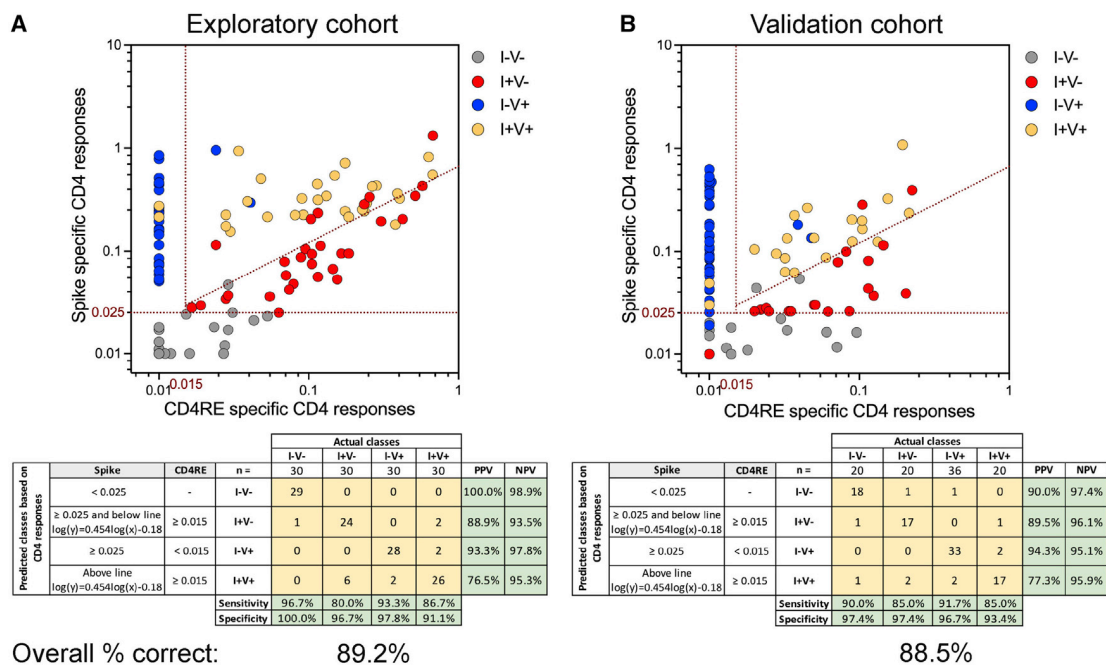 A
Exploratory cohort
Spike specific CD4 responses
10
1
0.1
0.025
0.01
0.01
0.015
0.1
1
CD4RE specific CD4 responses
I-V-
I+V-
I-V+
I+V+
Actual classes
I-V- I+V- I-V+ I+V+
Spike CD4RE n = 30 30 30 30 PPV NPV
Predicted classes based on
CD4 responses
< 0.025 - I-V- 29 0 0 0 100.0% 98.9%
≥ 0.025 and below line
log(y)=0.454log(x)-0.18 ≥ 0.015 I+V- 1 24 0 2 88.9% 93.5%
≥ 0.025 < 0.015 I-V+ 0 0 28 2 93.3% 97.8%
Above line
log(y)=0.454log(x)-0.18 ≥ 0.015 I+V+ 0 6 2 26 76.5% 95.3%
Sensitivity 96.7% 80.0% 93.3% 86.7%
Specificity 100.0% 96.7% 97.8% 91.1%
Overall % correct: 89.2%
B
Validation cohort
Spike specific CD4 responses
10
1
0.1
0.025
0.01
0.01
0.015
0.1
1
CD4RE specific CD4 responses
I-V-
I+V-
I-V+
I+V+
Actual classes
I-V- I+V- I-V+ I+V+
Spike CD4RE n = 20 20 36 20 PPV NPV
Predicted classes based on
CD4 responses
< 0.025 - I-V- 18 1 1 0 90.0% 97.4%
≥ 0.025 and below line
log(y)=0.454log(x)-0.18 ≥ 0.015 I+V- 1 17 0 1 89.5% 96.1%
≥ 0.025 < 0.015 I-V+ 0 0 33 2 94.3% 95.1%
Above line
log(y)=0.454log(x)-0.18 ≥ 0.015 I+V+ 1 2 2 17 77.3% 95.9%
Sensitivity 90.0% 85.0% 91.7% 85.0%
Specificity 97.4% 97.4% 96.7% 93.4%
88.5%